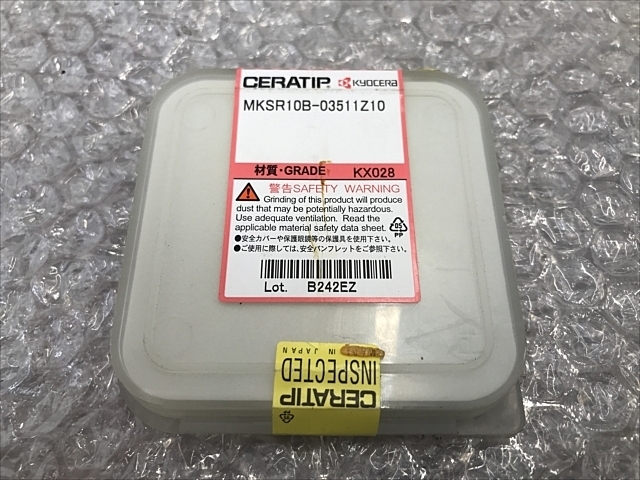 CERATIP KYOCERA
MKSR10B-03511Z10
材質・GRADE KX028
警告SAFETY WARNING
Grinding of this product will produce
dust that may be potentially hazardous.
Use adequate ventilation. Read the
applicable material safety data sheet.
05
PP
●安全カバーや保護眼鏡等の保護具を使用下さい。
●ご使用に際しては、安全パンフレットをご参照下さい。
Lot. B242EZ
CERATIP
INSPECTED
IN JAPAN